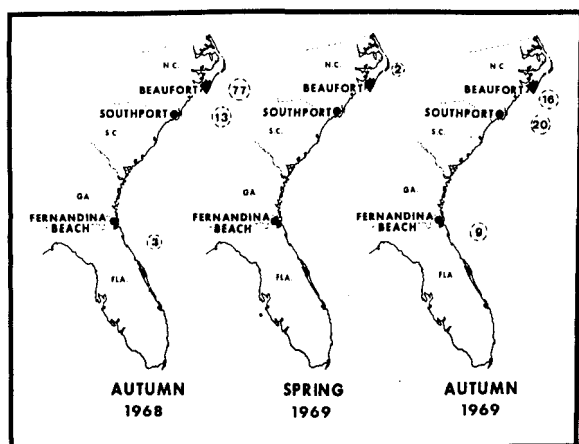 N.C.
BEAUFORT
77
SOUTHPORT
13
S.C.
GA.
FERNANDINA
BEACH
3
FLA.
AUTUMN
1968
N.C.
2
BEAUFORT
SOUTHPORT
S.C.
GA.
FERNANDINA
BEACH
FLA.
SPRING
1969
N.C.
BEAUFORT
16
SOUTHPORT
20
S.C.
GA.
FERNANDINA
BEACH
9
FLA
AUTUMN
1969